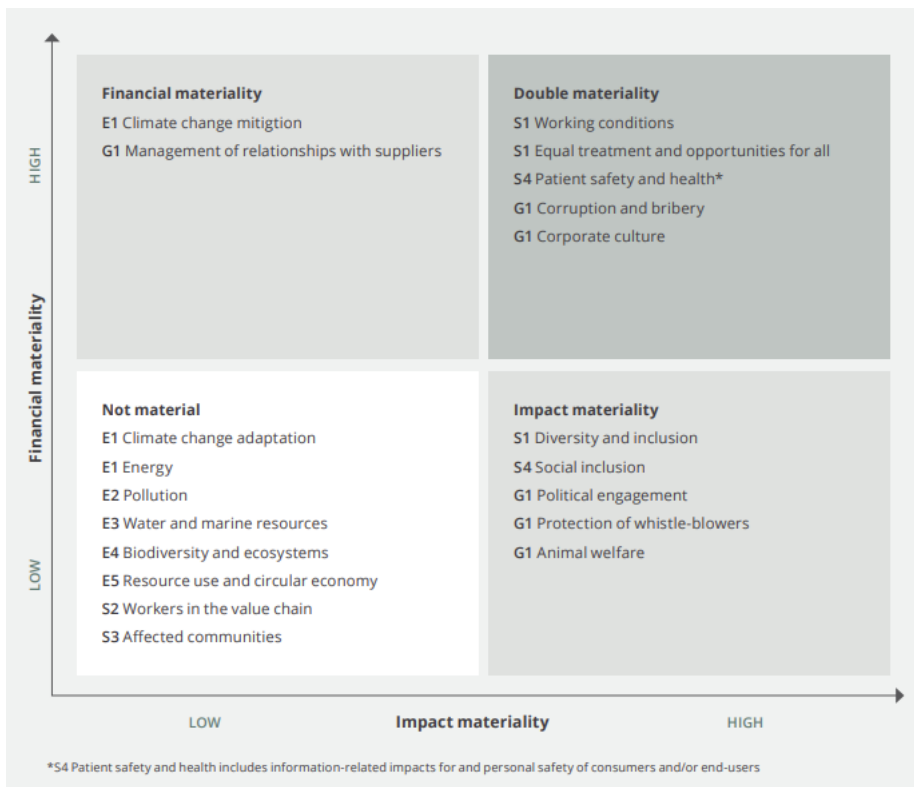 Financial materiality
E1 Climate change mitigtion
G1 Management of relationships with suppliers
Double materiality
S1 Working conditions
S1 Equal treatment and opportunities for all
S4 Patient safety and health*
G1 Corruption and bribery
G1 Corporate culture
HIGH
Financial materiality
LOW
Not material
E1 Climate change adaptation
E1 Energy
E2 Pollution
E3 Water and marine resources
E4 Biodiversity and ecosystems
E5 Resource use and circular economy
S2 Workers in the value chain
S3 Affected communities
Impact materiality
S1 Diversity and inclusion
S4 Social inclusion
G1 Political engagement
G1 Protection of whistle-blowers
G1 Animal welfare
LOW
Impact materiality
HIGH
*S4 Patient safety and health includes information-related impacts for and personal safety of consumers and/or end-users